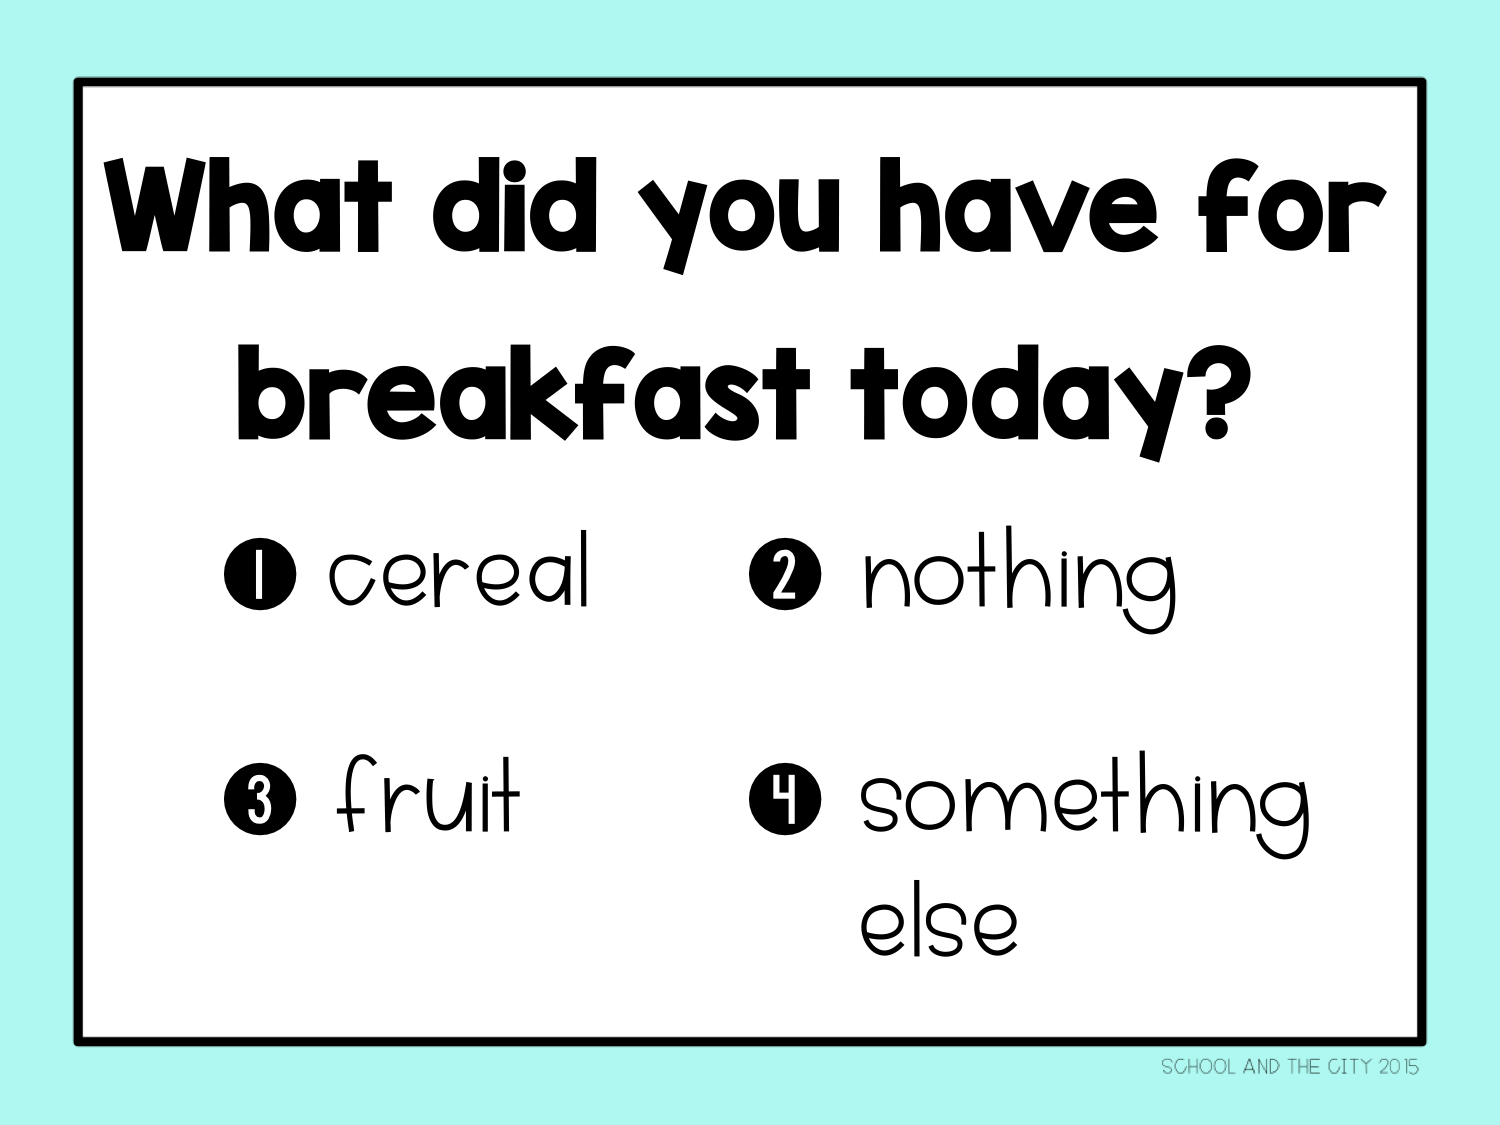 What did you have for
breakfast today?
1 cereal
2 nothing
3 fruit
4 something
else
SCHOOL AND THE CITY 2015